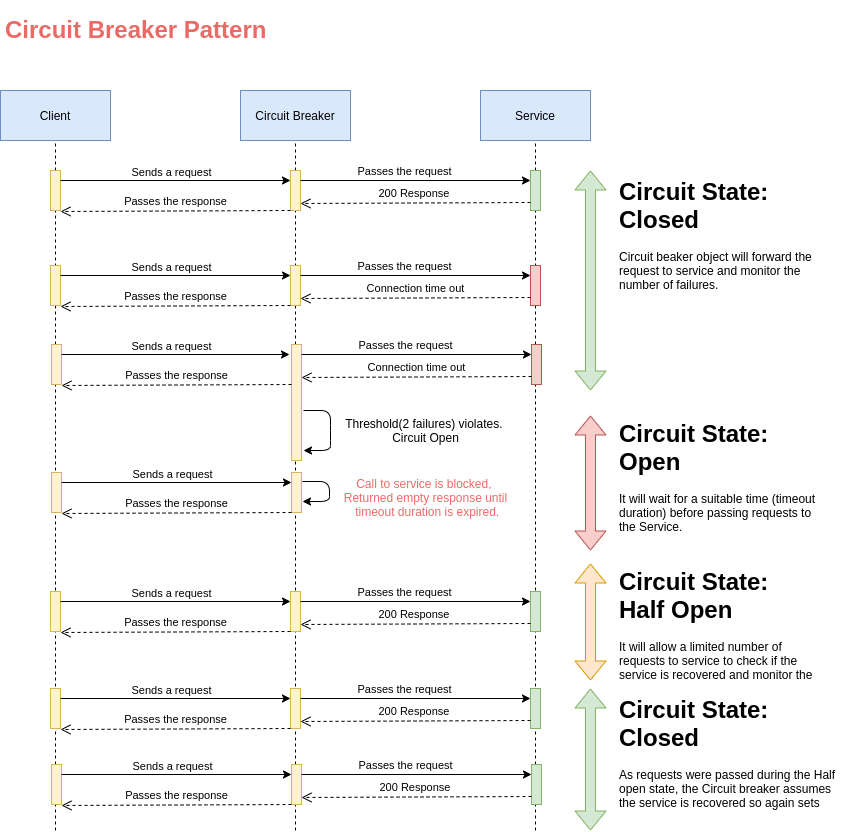 Circuit Breaker Pattern
Client
Circuit Breaker
Service
Sends a request
Passes the request
Passes the response
200 Response
Circuit State:
Closed
Circuit beaker object will forward the
request to service and monitor the
number of failures.
Sends a request
Passes the request
Passes the response
Connection time out
Sends a request
Passes the request
Passes the response
Connection time out
Threshold(2 failures) violates.
Circuit Open
Circuit State:
Open
It will wait for a suitable time (timeout
duration) before passing requests to
the Service.
Sends a request
Passes the response
Call to service is blocked,
Returned empty response until
timeout duration is expired.
Sends a request
Passes the request
Passes the response
200 Response
Circuit State:
Half Open
It will allow a limited number of
requests to service to check if the
service is recovered and monitor the
Sends a request
Passes the request
Passes the response
200 Response
Circuit State:
Closed
As requests were passed during the Half
open state, the Circuit breaker assumes
the service is recovered so again sets
Sends a request
Passes the request
Passes the response
200 Response